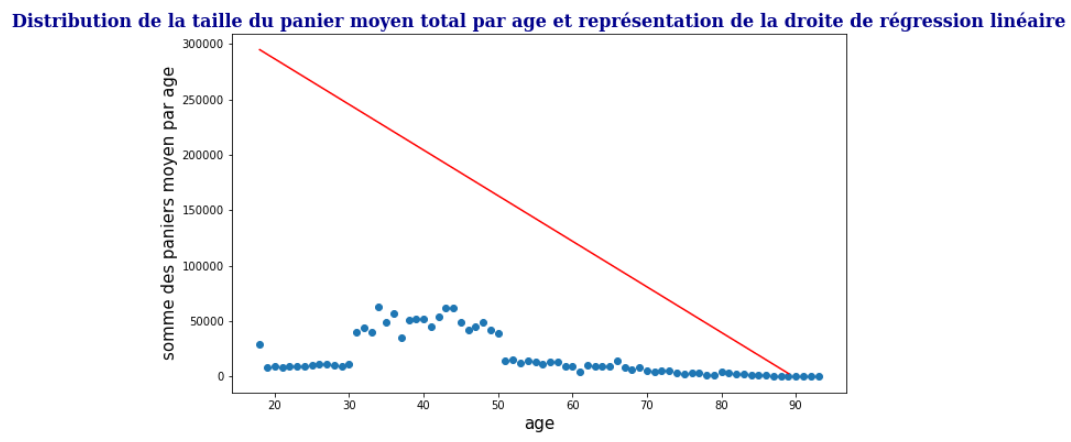 Distribution de la taille du panier moyen total par age et représentation de la droite de régression linéaire
300000
250000
200000
150000
100000
50000
0
somme des paniers moyen par age
20 30 40 50 60 70 80 90
age